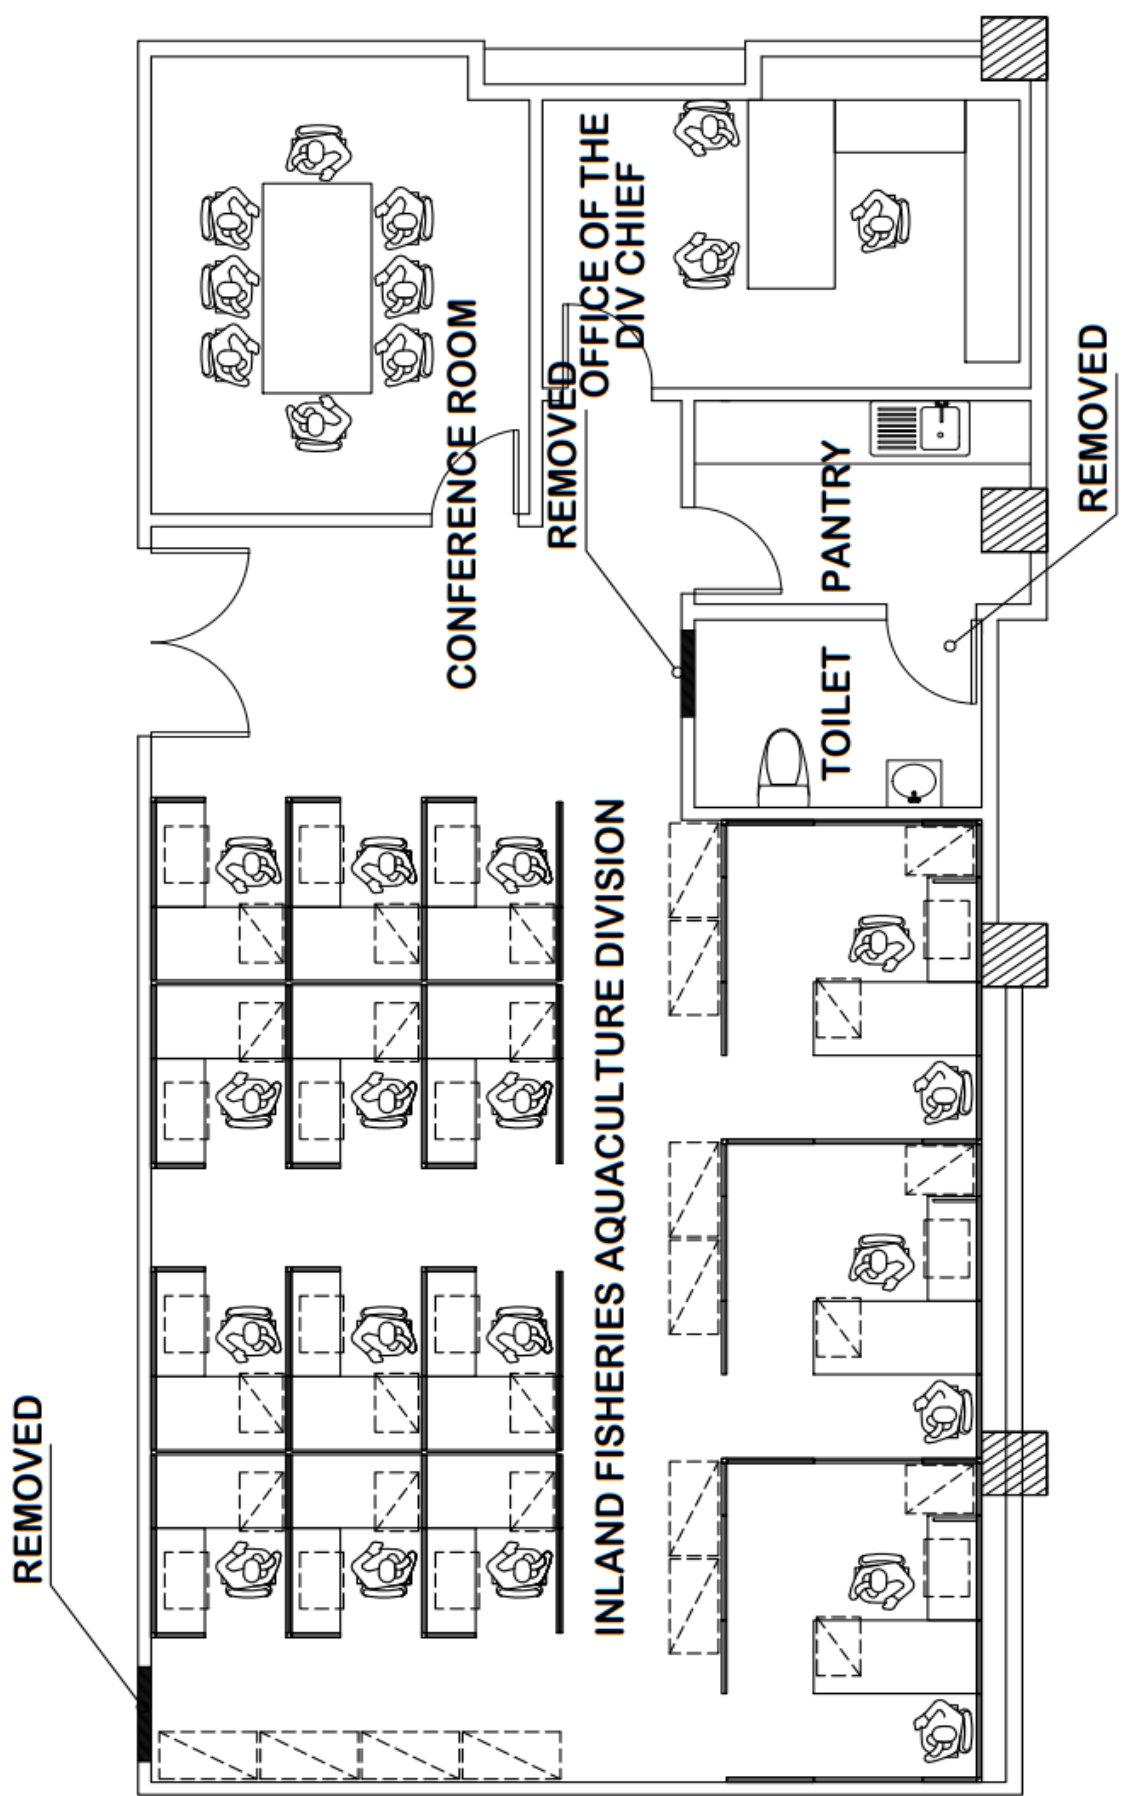 REMOVED
INLAND FISHERIES AQUACULTURE DIVISION
CONFERENCE ROOM
REMOVED
OFFICE OF THE
DIV CHIEF
TOILET
PANTRY
REMOVED